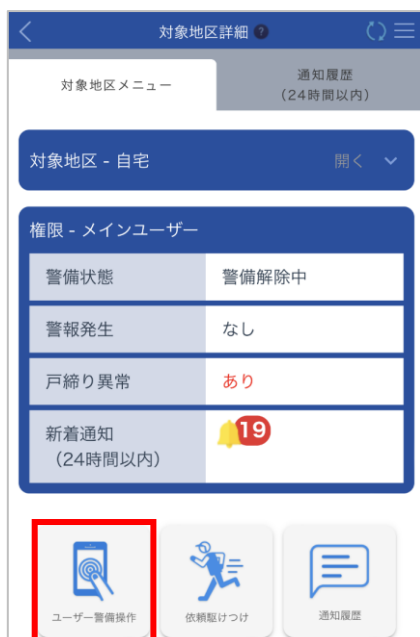 対象地区詳細 ?
対象地区メニュー
通知履歴
(24時間以内)
対象地区 - 自宅
開く
権限 - メインユーザー
警備状態
警備解除中
警報発生
なし
戸締り異常
あり
新着通知
(24時間以内)
19
ユーザー警備操作
依頼駆けつけ
通知履歴